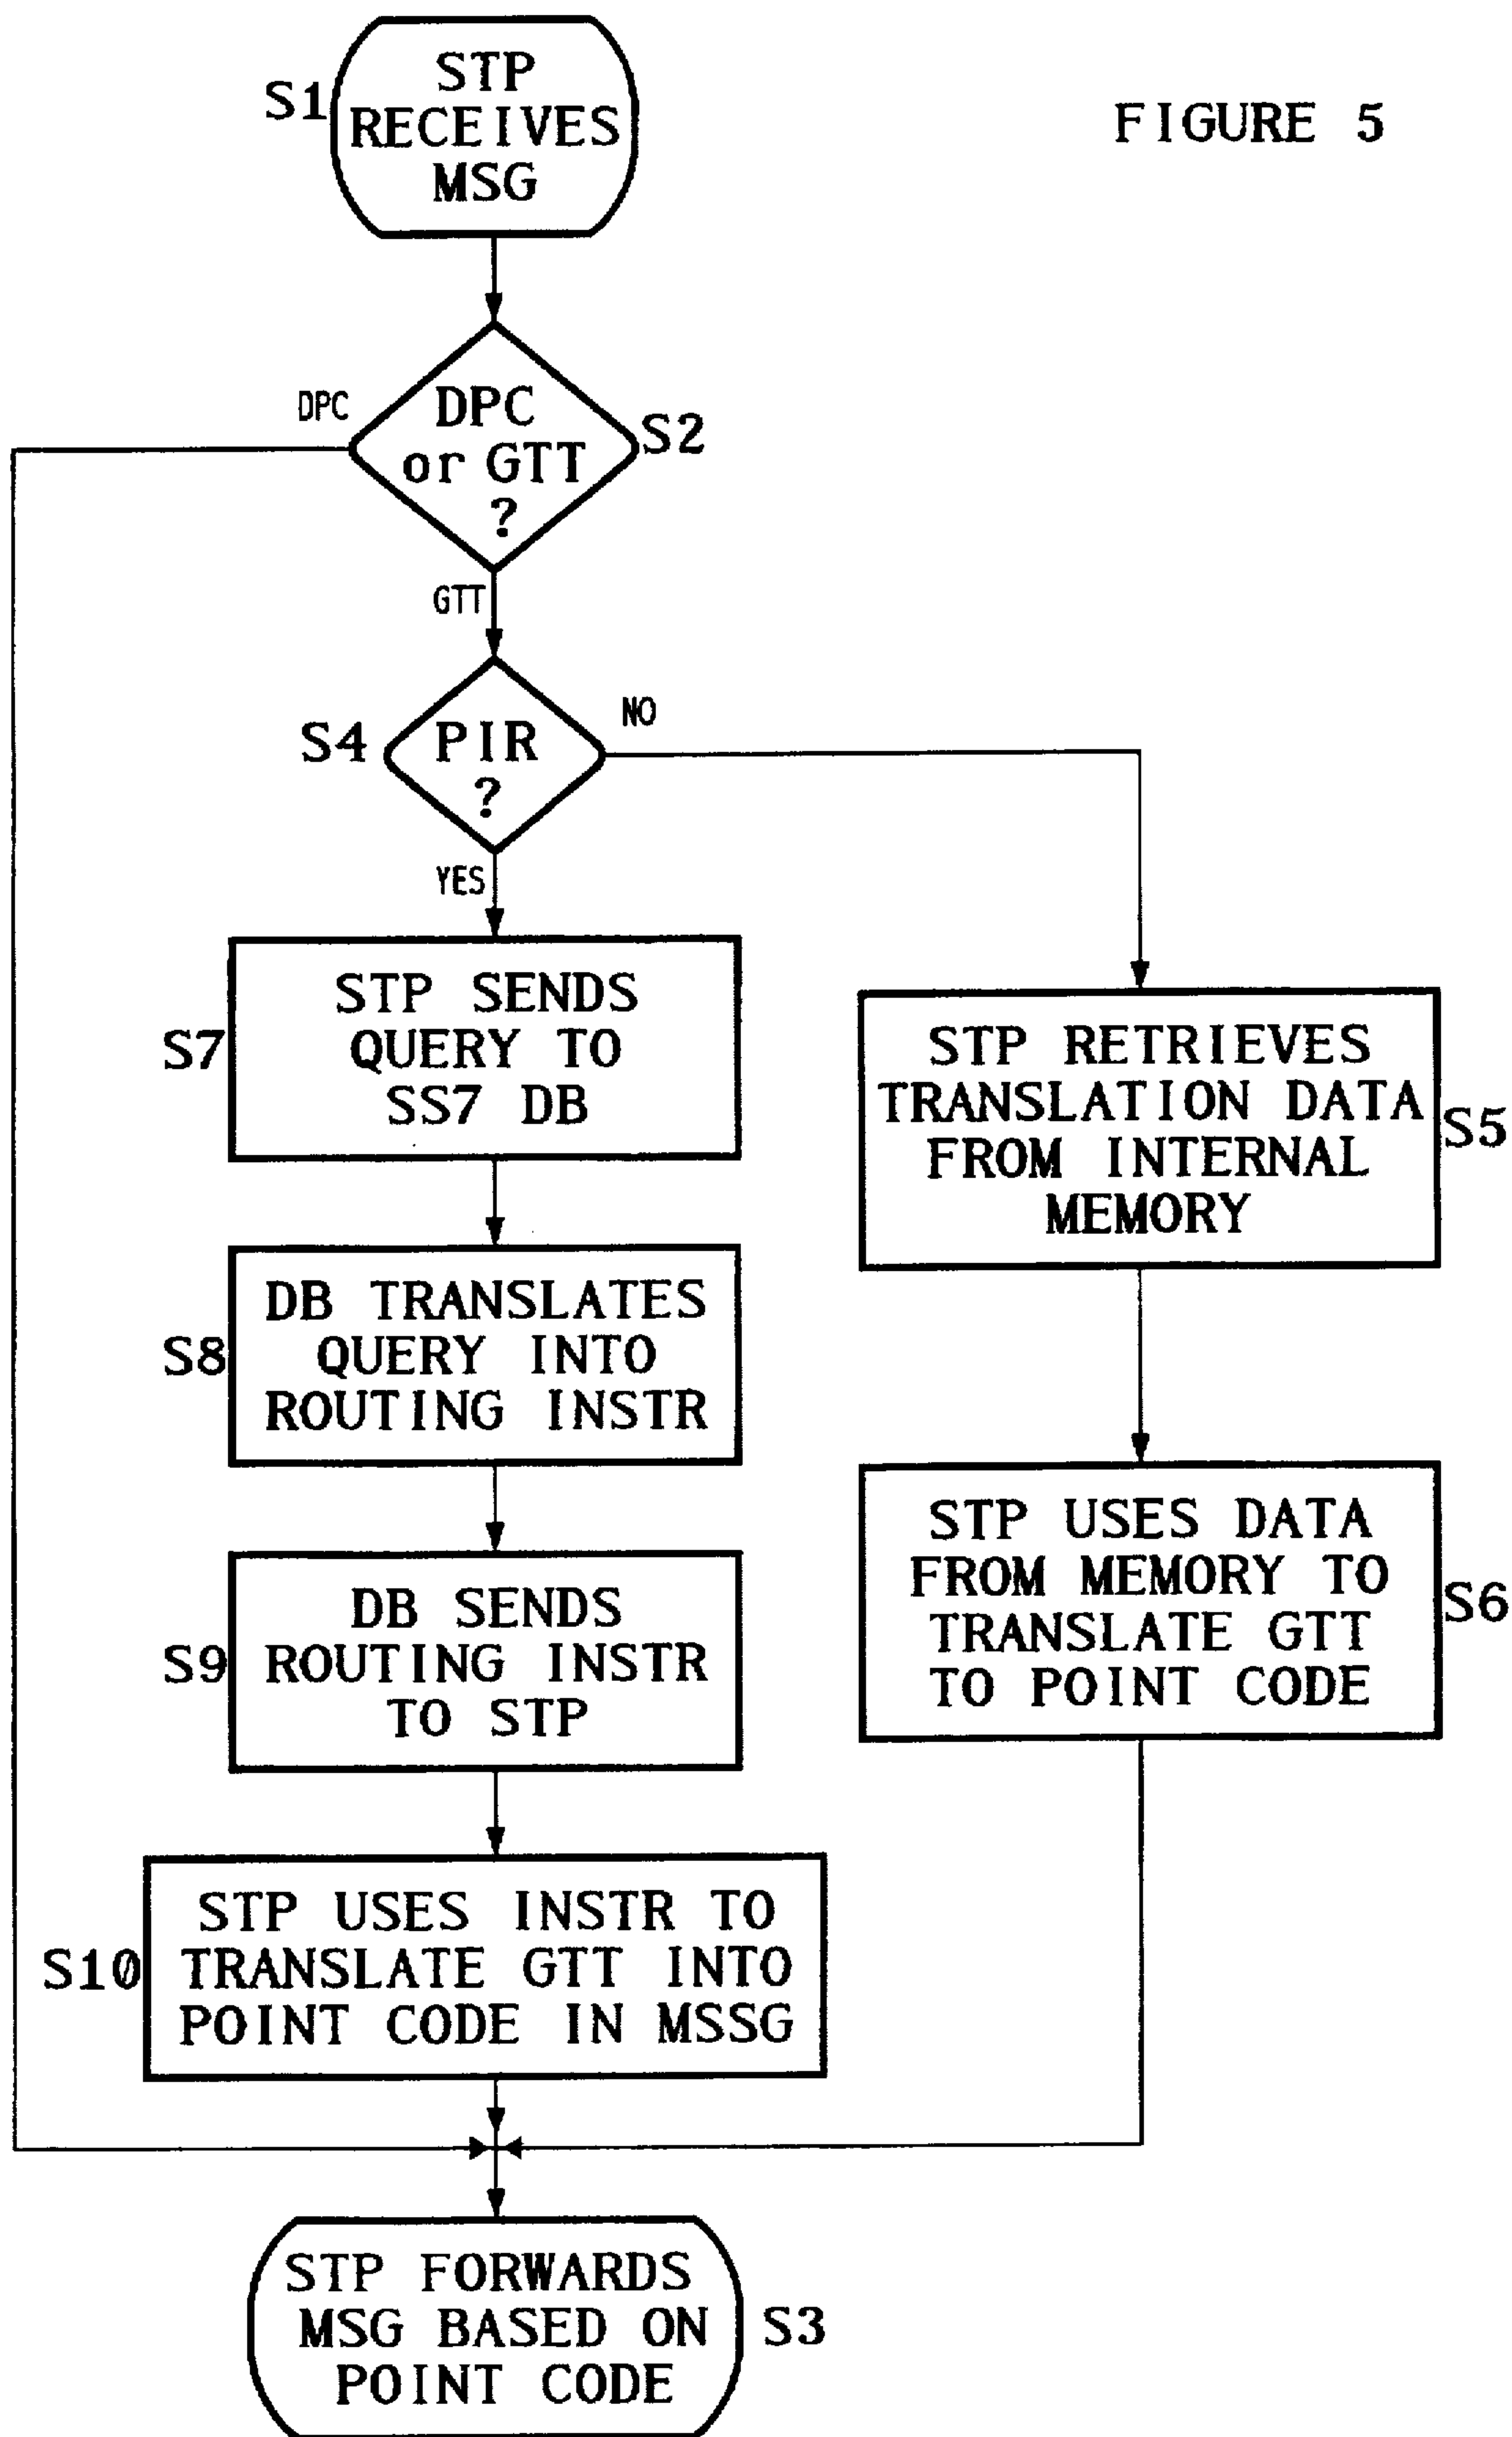 FIGURE 5
S1
STP
RECEIVES
MSG
DPC
DPC
or GTT
?
S2
GTT
S4
PIR
?
NO
YES
S7
STP SENDS
QUERY TO
SS7 DB
STP RETRIEVES
TRANSLATION DATA
FROM INTERNAL
MEMORY
S5
S8
DB TRANSLATES
QUERY INTO
ROUTING INSTR
STP USES DATA
FROM MEMORY TO
TRANSLATE GTT
TO POINT CODE
S6
S9
DB SENDS
ROUTING INSTR
TO STP
S10
STP USES INSTR TO
TRANSLATE GTT INTO
POINT CODE IN MSSG
STP FORWARDS
MSG BASED ON
POINT CODE
S3